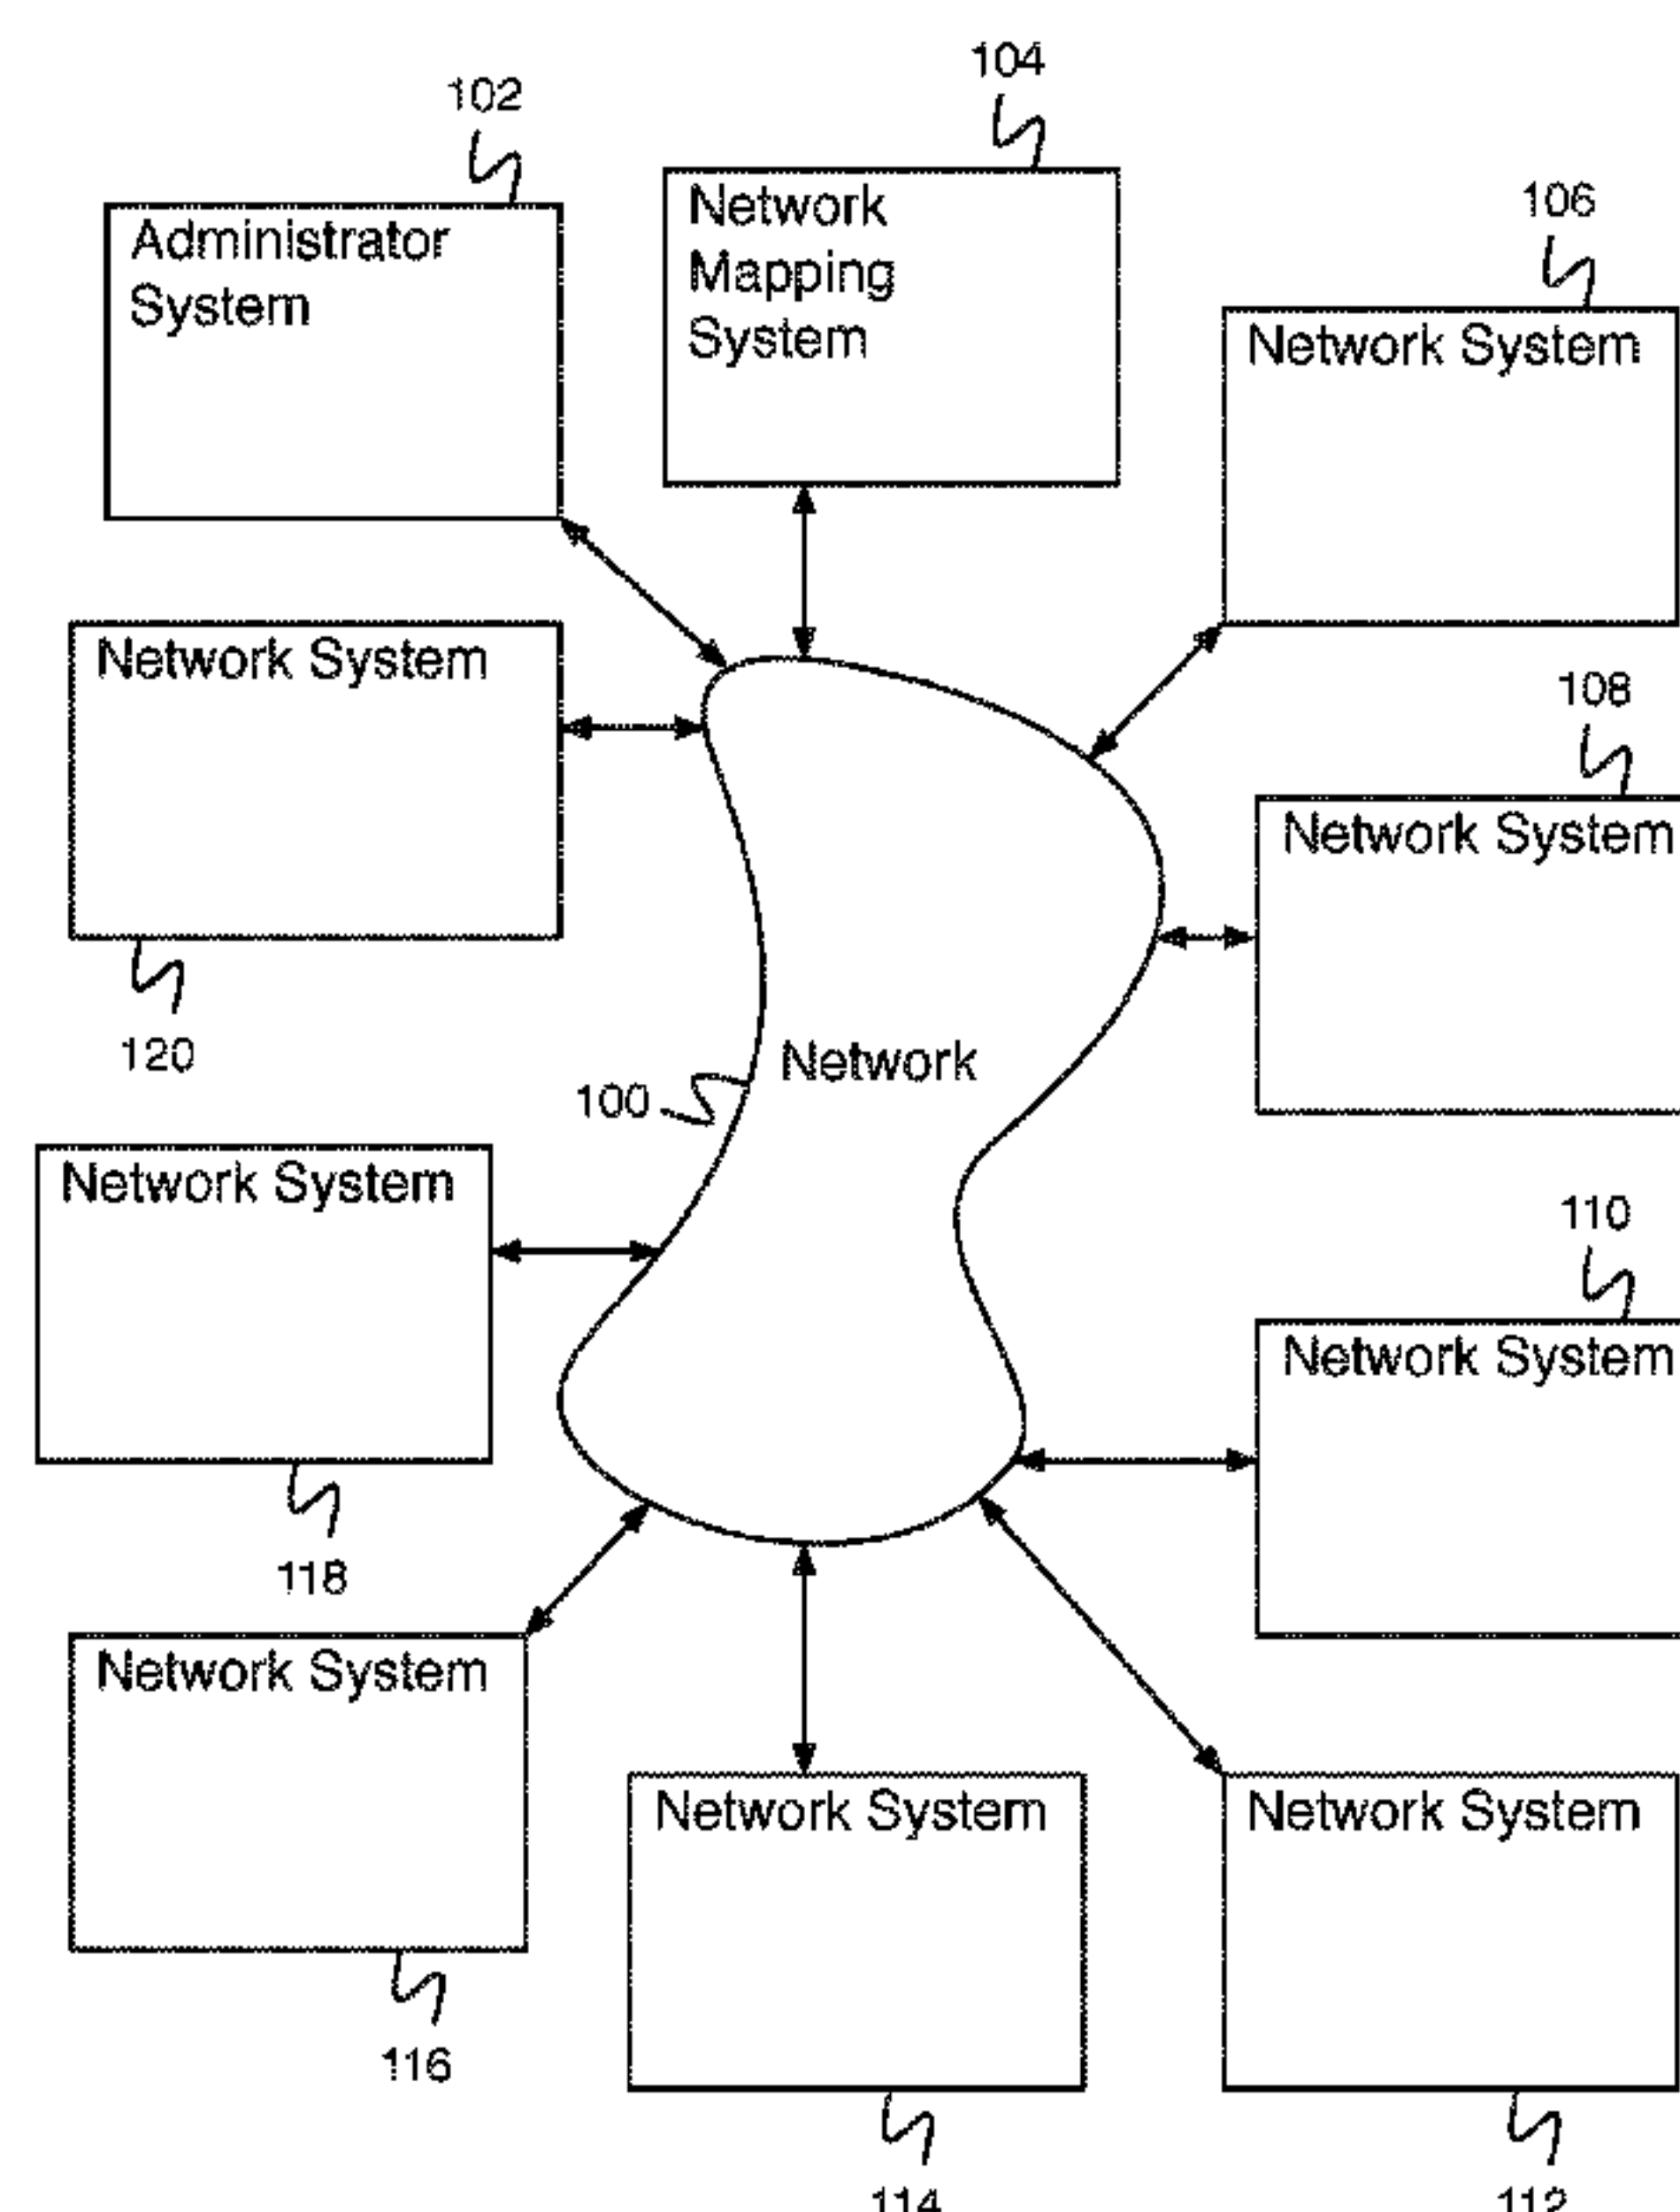 104
102
Network
Mapping
System
Administrator
System
106
Network System
Network System
108
Network System
120
Network
100
Network System
110
Network System
118
Network System
Network System
Network System
116
114
112